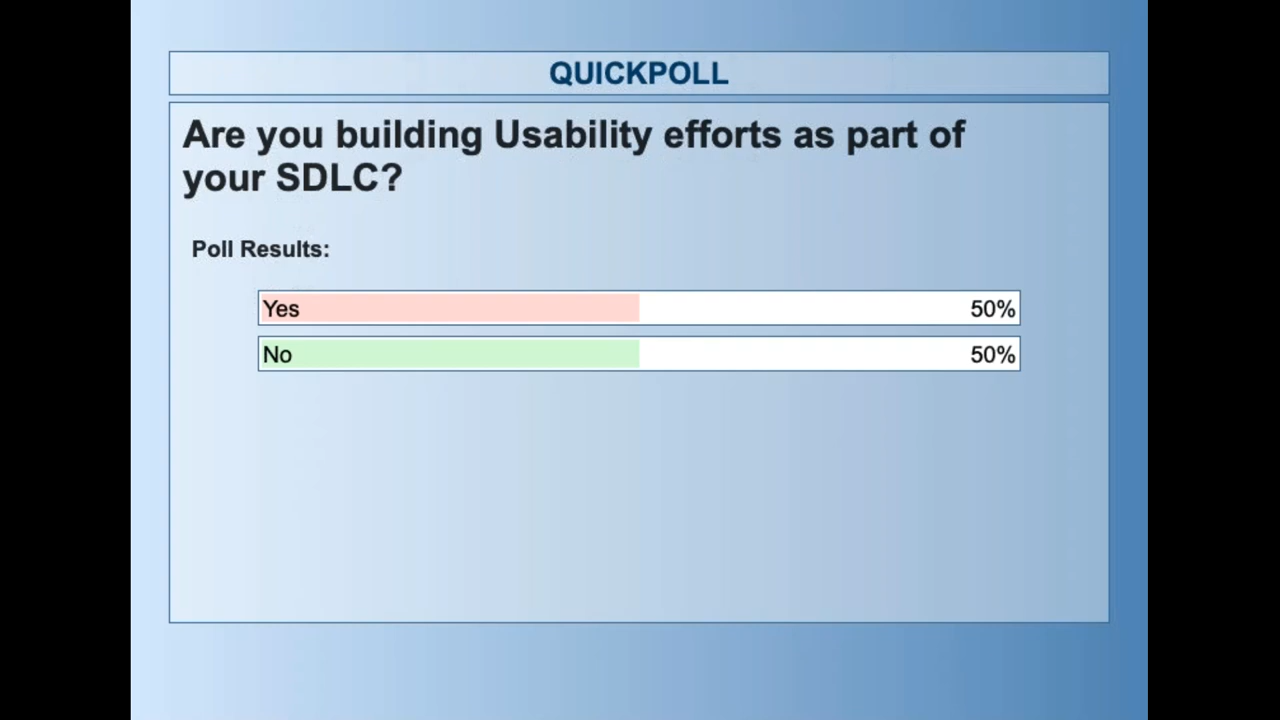 QUICKPOLL
Are you building Usability efforts as part of
your SDLC?
Poll Results:
Yes 50%
No 50%